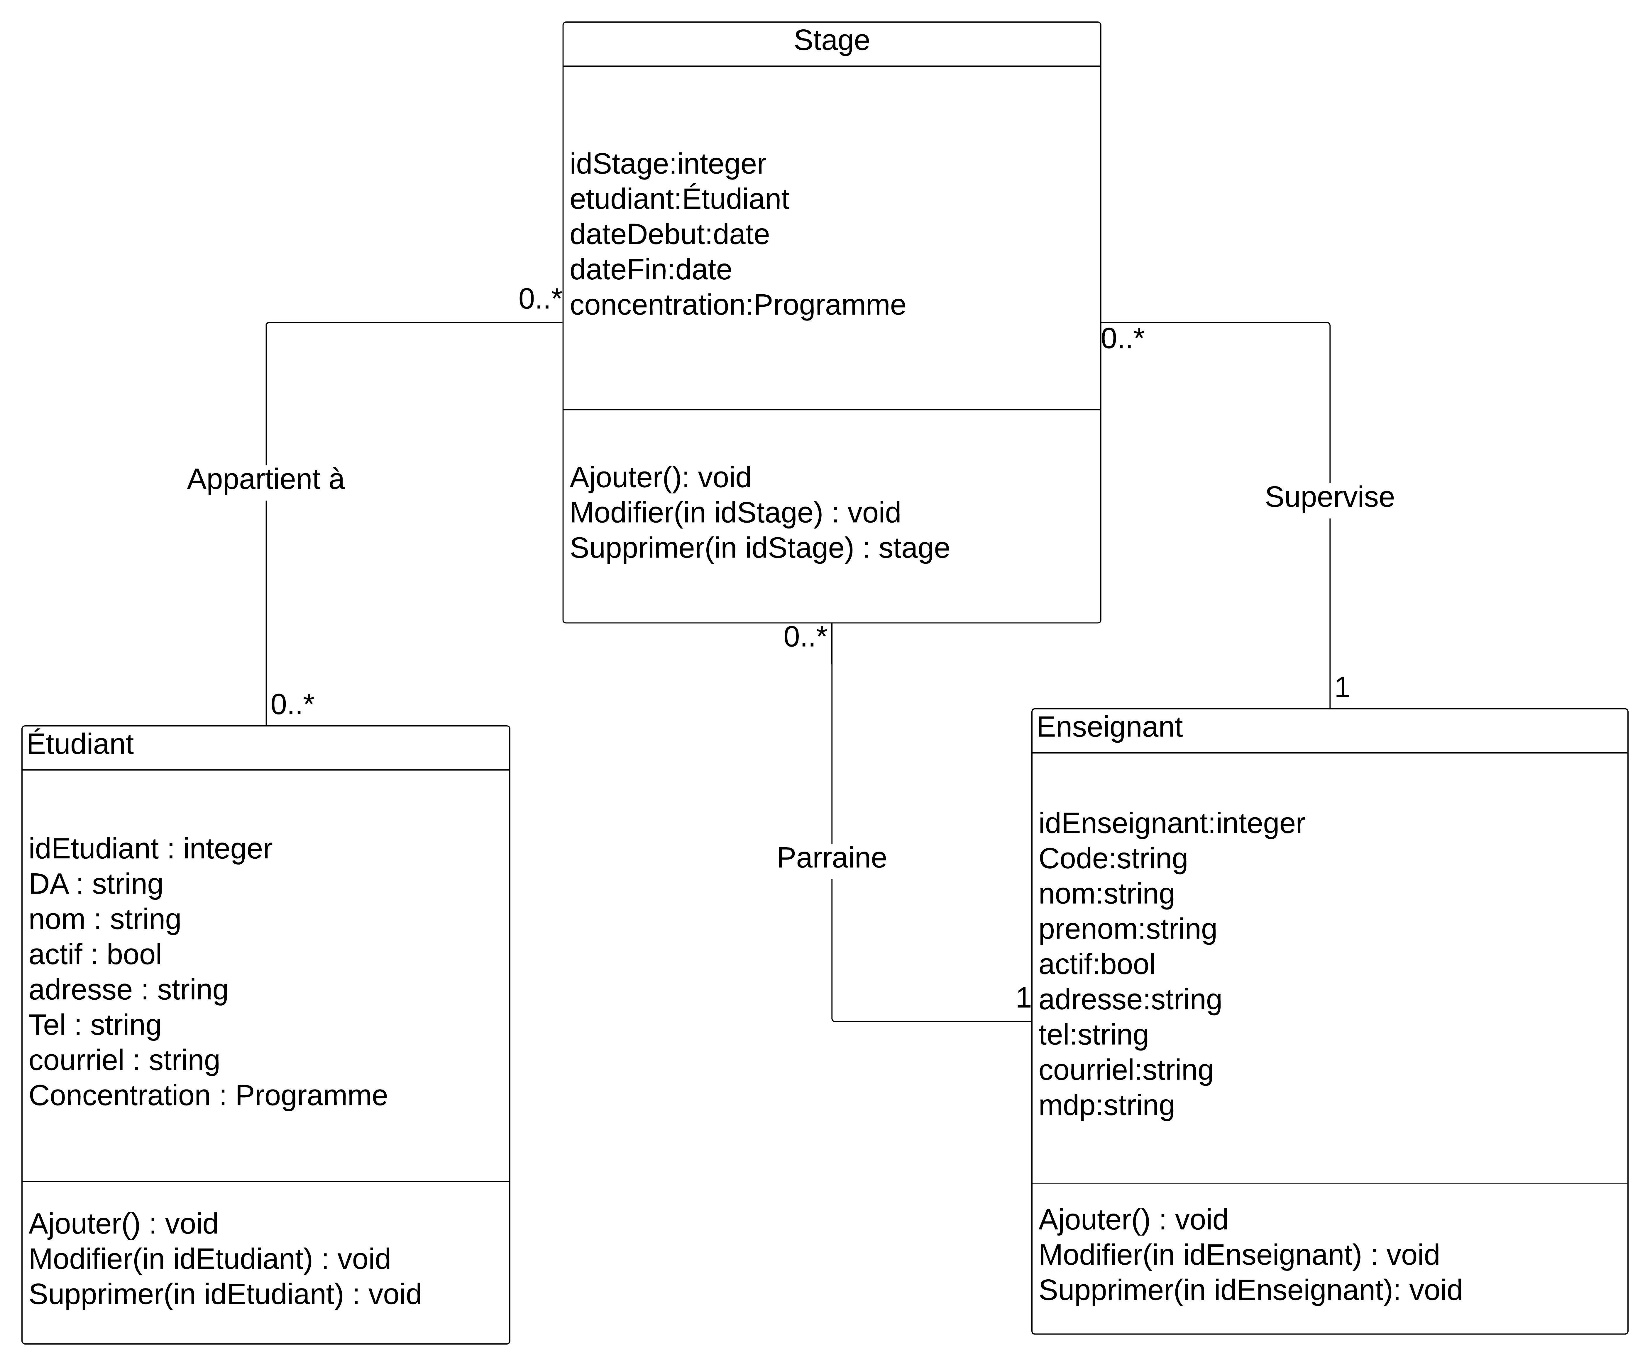 Stage
idStage:integer
etudiant:Étudiant
dateDebut:date
dateFin:date
concentration:Programme
Ajouter(): void
Modifier(in idStage) : void
Supprimer(in idStage) : stage
0..*
0..*
0..*
Appartient à
Supervise
Parraine
0..*
1
1
Étudiant
idEtudiant : integer
DA : string
nom : string
actif : bool
adresse : string
Tel : string
courriel : string
Concentration : Programme
Ajouter() : void
Modifier(in idEtudiant) : void
Supprimer(in idEtudiant) : void
Enseignant
idEnseignant:integer
Code:string
nom:string
prenom:string
actif:bool
adresse:string
tel:string
courriel:string
mdp:string
Ajouter() : void
Modifier(in idEnseignant) : void
Supprimer(in idEnseignant): void